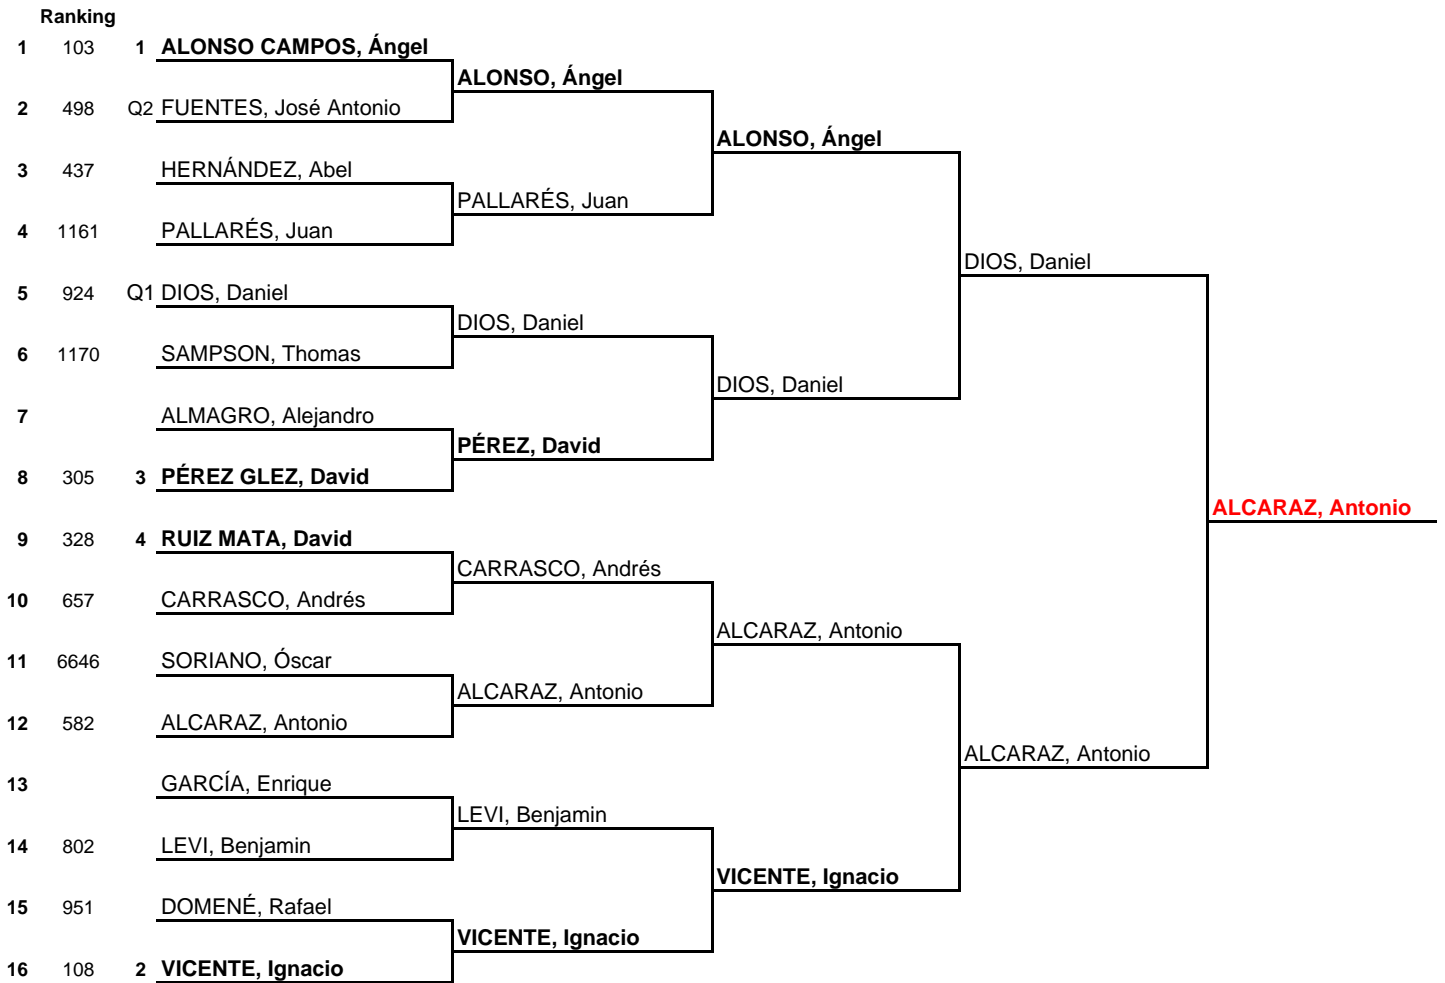 Ranking
1 103 1 ALONSO CAMPOS, Ángel
ALONSO, Ángel
2 498 Q2 FUENTES, José Antonio
ALONSO, Ángel
3 437 HERNÁNDEZ, Abel
PALLARÉS, Juan
4 1161 PALLARÉS, Juan
DIOS, Daniel
5 924 Q1 DIOS, Daniel
DIOS, Daniel
6 1170 SAMPSON, Thomas
DIOS, Daniel
7 ALMAGRO, Alejandro
PÉREZ, David
8 305 3 PÉREZ GLEZ, David
ALCARAZ, Antonio
9 328 4 RUIZ MATA, David
CARRASCO, Andrés
10 657 CARRASCO, Andrés
ALCARAZ, Antonio
11 6646 SORIANO, Óscar
ALCARAZ, Antonio
12 582 ALCARAZ, Antonio
ALCARAZ, Antonio
13 GARCÍA, Enrique
LEVI, Benjamin
14 802 LEVI, Benjamin
VICENTE, Ignacio
15 951 DOMENÉ, Rafael
VICENTE, Ignacio
16 108 2 VICENTE, Ignacio